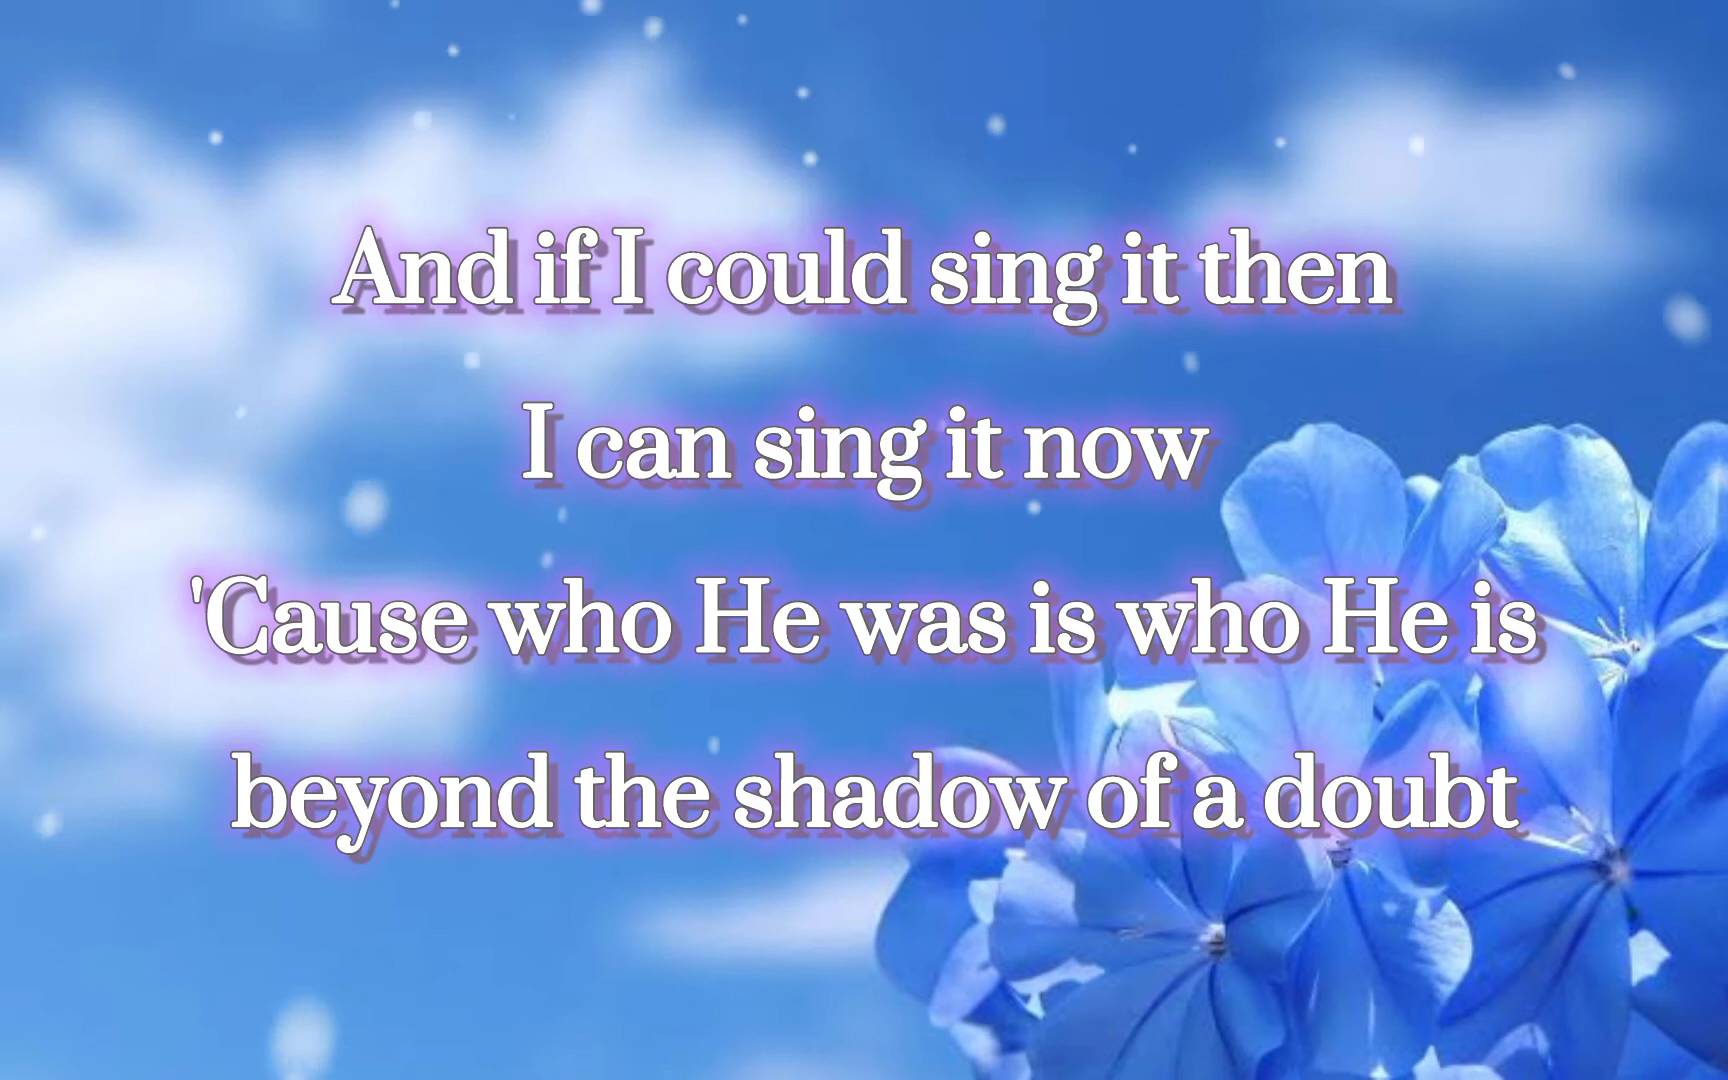 And if I could sing it then
I can sing it now
'Cause who He was is who He is
beyond the shadow of a doubt